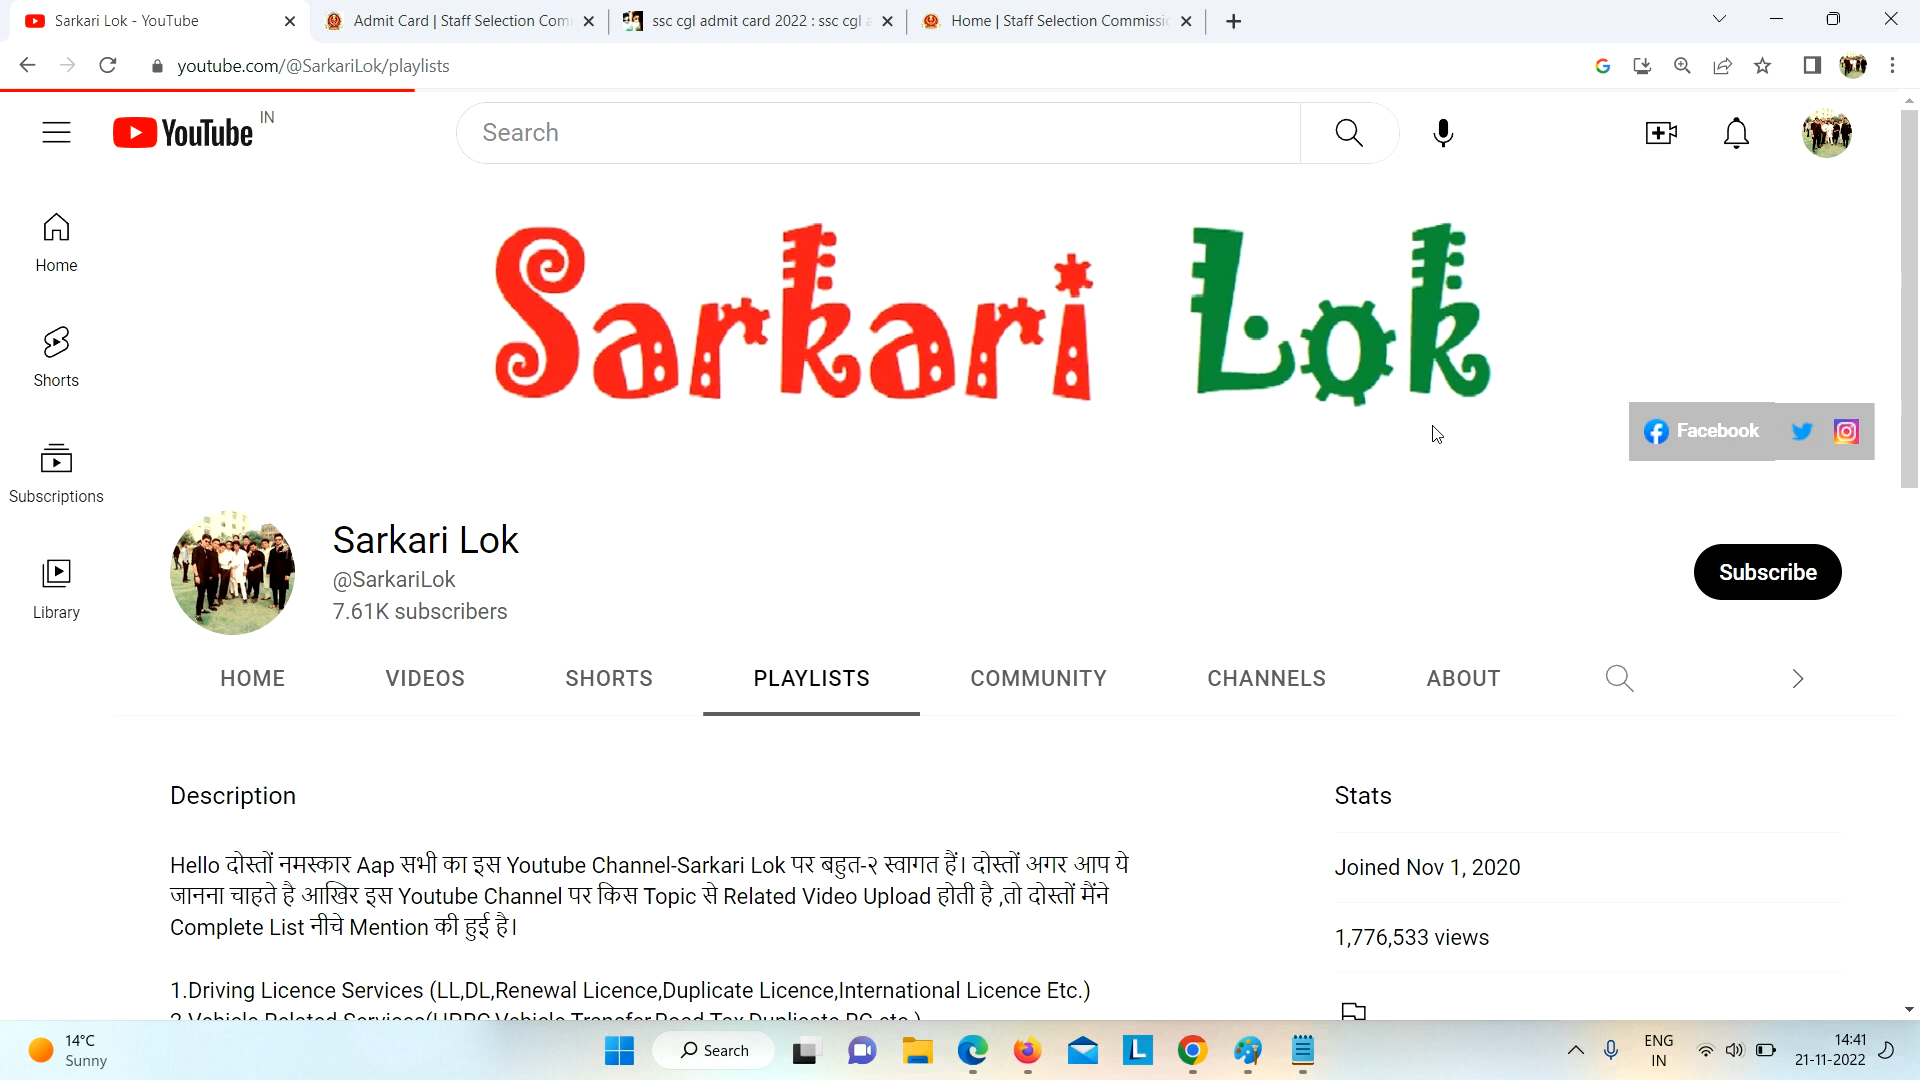 Sarkari Lok - YouTube
Admit Card | Staff Selection Com
ssc cgl admit card 2022 : ssc cgl a
Home | Staff Selection Commissic
youtube.com/@SarkariLok/playlists
YouTube IN
Search
Home
Shorts
Subscriptions
Library
Sarkari Lok
Facebook
Sarkari Lok
@SarkariLok
7.61K subscribers
Subscribe
HOME VIDEOS SHORTS PLAYLISTS COMMUNITY CHANNELS ABOUT
Description
Hello दोस्तों नमस्कार Aap सभी का इस Youtube Channel-Sarkari Lok पर बहुत-२ स्वागत हैं। दोस्तों अगर आप ये
जानना चाहते है आखिर इस Youtube Channel पर किस Topic से Related Video Upload होती है ,तो दोस्तों मैंने
Complete List नीचे Mention की हुई है।
1.Driving Licence Services (LL,DL,Renewal Licence,Duplicate Licence,International Licence Etc.)
Stats
Joined Nov 1, 2020
1,776,533 views
14°C
Sunny
Search
ENG
IN
14:41
21-11-2022